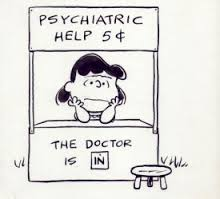 PSYCHIATRIC
HELP 5¢
THE DOCTOR
IS IN